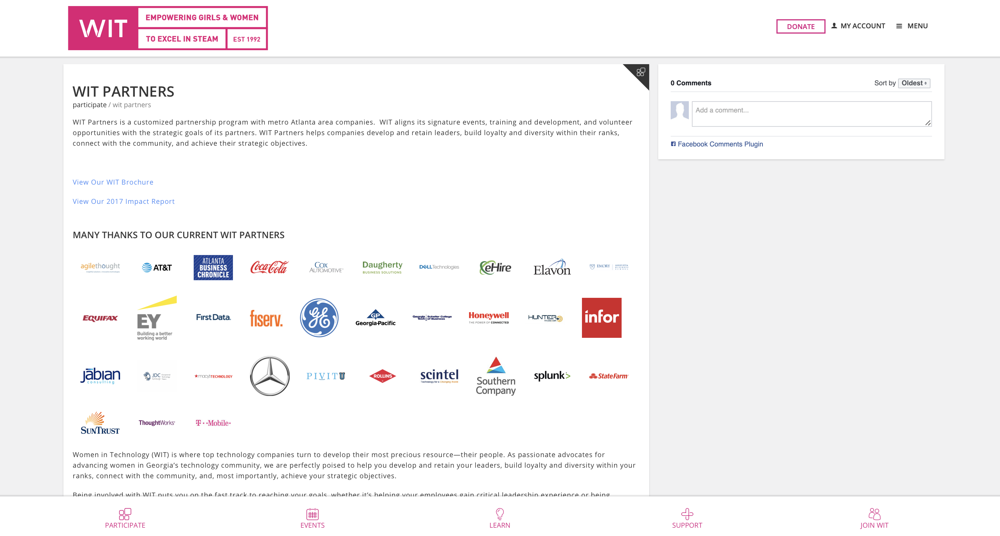 WIT
EMPOWERING GIRLS & WOMEN
TO EXCEL IN STEAM
EST 1992
DONATE
MY ACCOUNT
MENU
WIT PARTNERS
participate / wit partners
WIT Partners is a customized partnership program with metro Atlanta area companies. WIT aligns its signature events, training and development, and volunteer
opportunities with the strategic goals of its partners. WIT Partners helps companies develop and retain leaders, build loyalty and diversity within their ranks,
connect with the community, and achieve their strategic objectives.
View Our WIT Brochure
View Our 2017 Impact Report
MANY THANKS TO OUR CURRENT WIT PARTNERS
agilethought
AT&T
ATLANTA
BUSINESS
CHRONICLE
Coca-Cola
COX
AUTOMOTIVE
Daugherty
BUSINESS SOLUTIONS
DELLTechnologies
eHire
Elavon
EMORY
GOIZUETA
BUSINESS
SCHOOL
EQUIFAX
EY
Building a better
working world
First Data.
fiserv.
GE
GP
Georgia-Pacific
Georgia Tech
Scheller College
of Business
Honeywell
THE POWER OF CONNECTED
HUNTER
hirjobs.com
infor
jabian
consulting
JDC
Group
Exceptional
Technology
Talent
macy's TECHNOLOGY
PIVITU
ROLLINS
scintel
Technology for a Changing World
Southern
Company
splunk>
StateFarm
SUNTRUST
ThoughtWorks
T··Mobile·
Women in Technology (WIT) is where top technology companies turn to develop their most precious resource—their people. As passionate advocates for
advancing women in Georgia's technology community, we are perfectly poised to help you develop and retain your leaders, build loyalty and diversity within your
ranks, connect with the community, and, most importantly, achieve your strategic objectives.
Being involved with WIT puts you on the fast track to reaching your goals, whether it's helping your employees gain critical leadership experience or being
0 Comments
Sort by Oldest
Add a comment...
Facebook Comments Plugin
PARTICIPATE
EVENTS
LEARN
SUPPORT
JOIN WIT